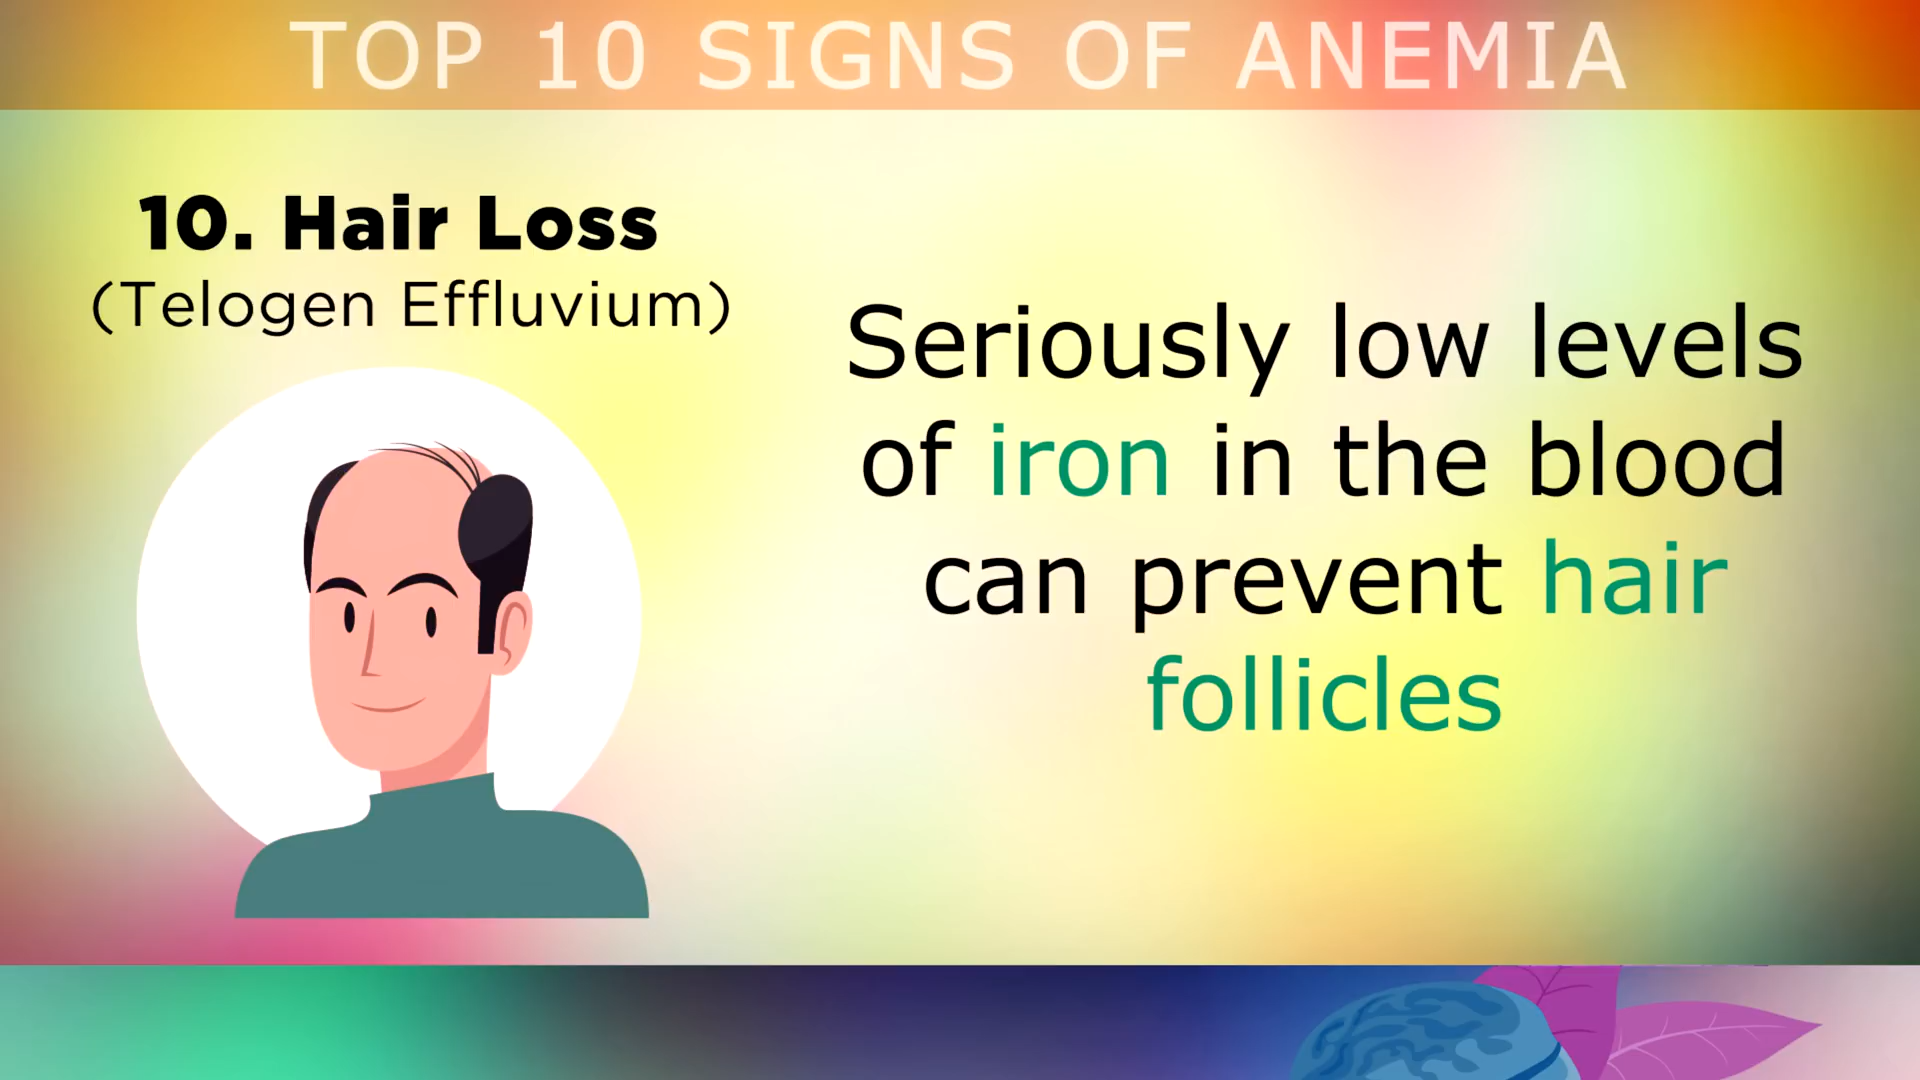 TOP 10 SIGNS OF ANEMIA
10. Hair Loss
(Telogen Effluvium)
Seriously low levels
of iron in the blood
can prevent hair
follicles